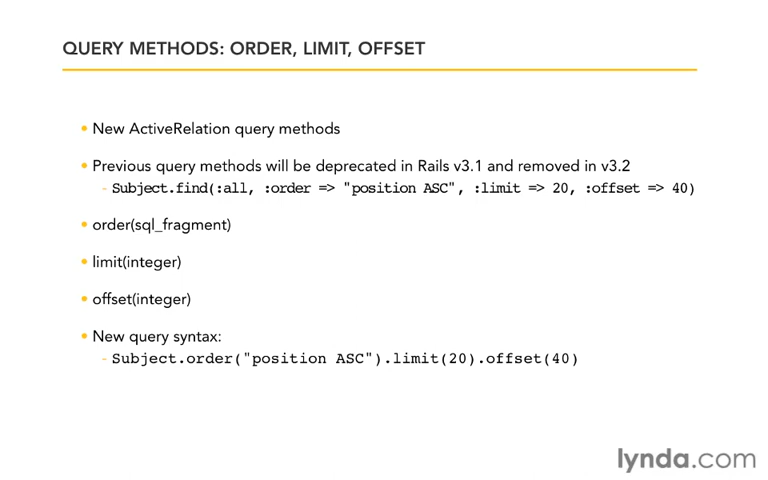 QUERY METHODS: ORDER, LIMIT, OFFSET
• New ActiveRelation query methods
• Previous query methods will be deprecated in Rails v3.1 and removed in v3.2
- Subject.find(:all, :order => "position ASC", :limit => 20, :offset => 40)
• order(sql_fragment)
• limit(integer)
• offset(integer)
• New query syntax:
- Subject.order("position ASC").limit(20).offset(40)
lynda.com